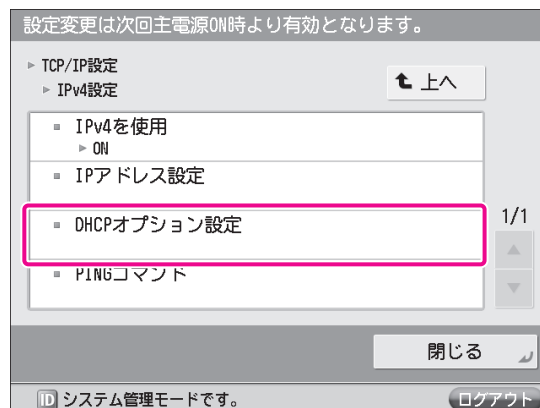 設定変更は次回主電源ON時より有効となります。
▶ TCP/IP設定
▶ IPv4設定
上へ
IPv4を使用
▶ ON
IPアドレス設定
DHCPオプション設定
1/1
PINGコマンド
閉じる
ID システム管理モードです。
ログアウト